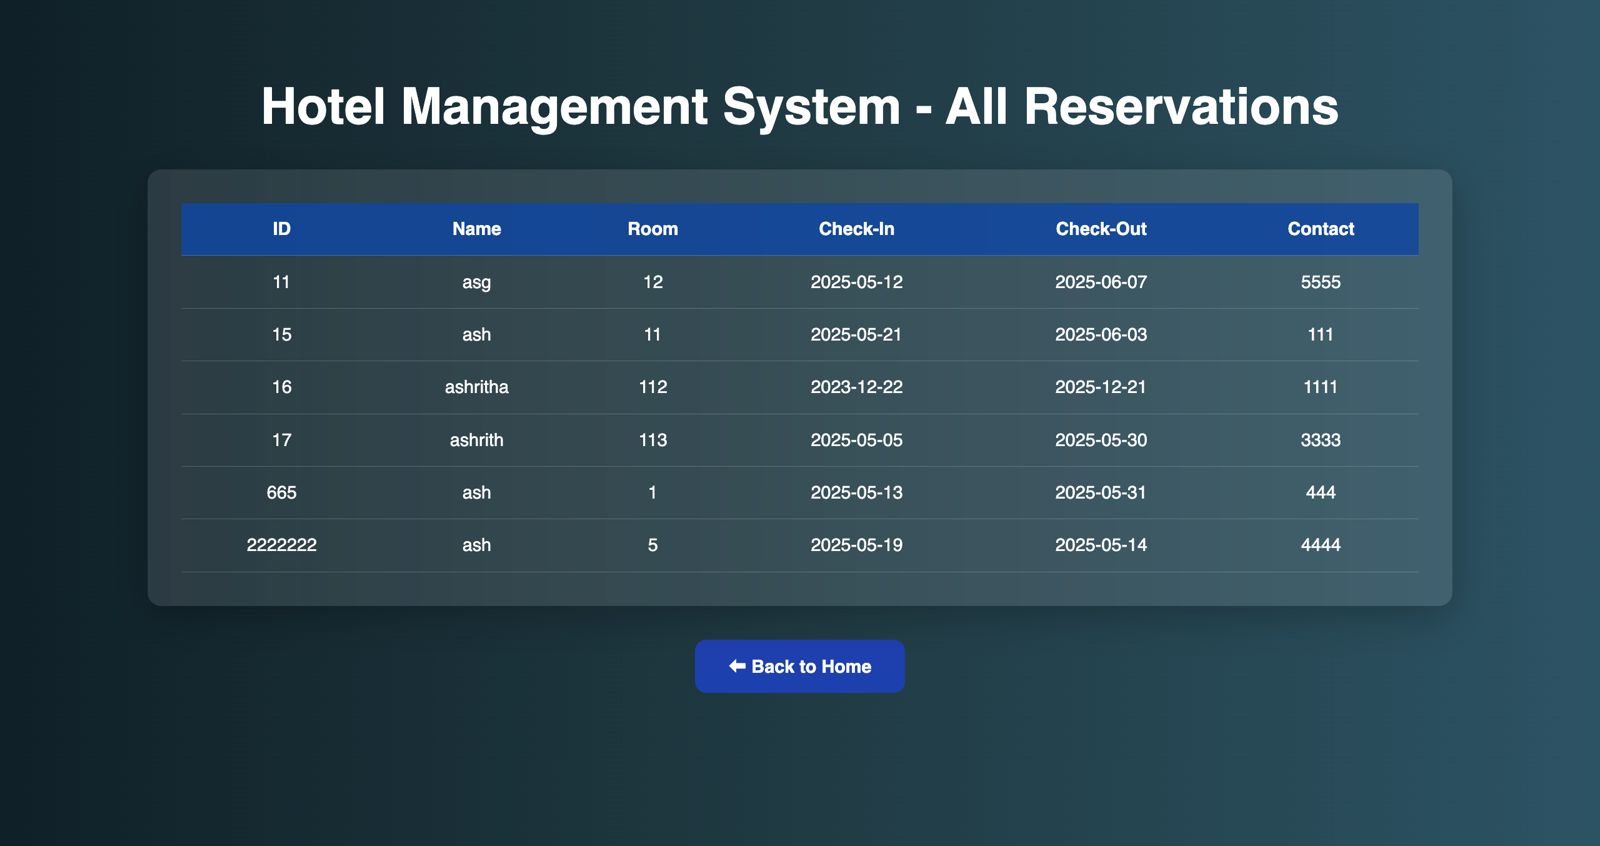 Hotel Management System - All Reservations
ID Name Room Check-In Check-Out Contact
11 asg 12 2025-05-12 2025-06-07 5555
15 ash 11 2025-05-21 2025-06-03 111
16 ashritha 112 2023-12-22 2025-12-21 1111
17 ashrith 113 2025-05-05 2025-05-30 3333
665 ash 1 2025-05-13 2025-05-31 444
2222222 ash 5 2025-05-19 2025-05-14 4444
⬅ Back to Home